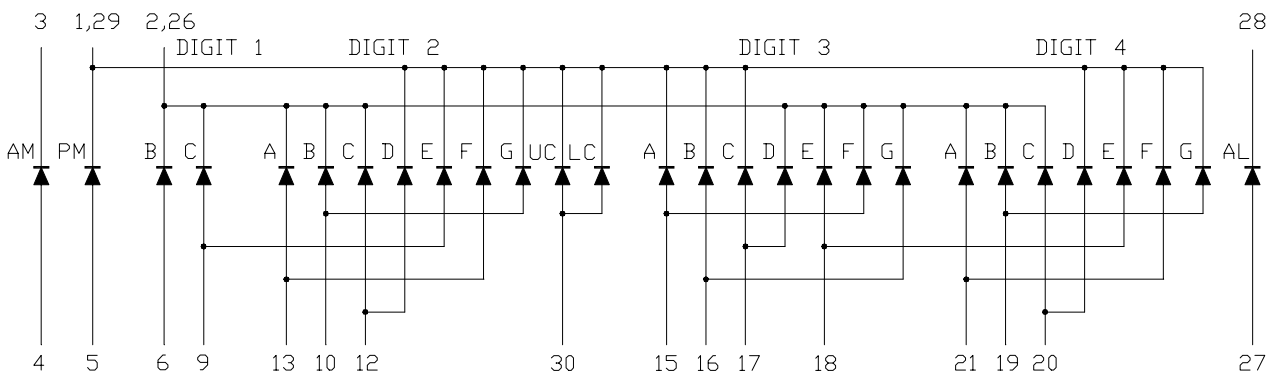 3 1,29 2,26 28
DIGIT 1 DIGIT 2 DIGIT 3 DIGIT 4
AM PM B C A B C D E F G UC LC A B C D E F G A B C D E F G AL
4 5 6 9 13 10 12 30 15 16 17 18 21 19 20 27